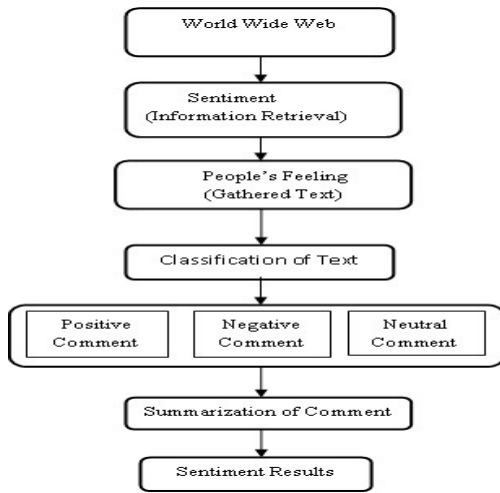 World Wide Web
Sentiment
(Information Retrieval)
People's Feeling
(Gathered Text)
Classification of Text
Positive
Comment
Negative
Comment
Neutral
Comment
Summarization of Comment
Sentiment Results